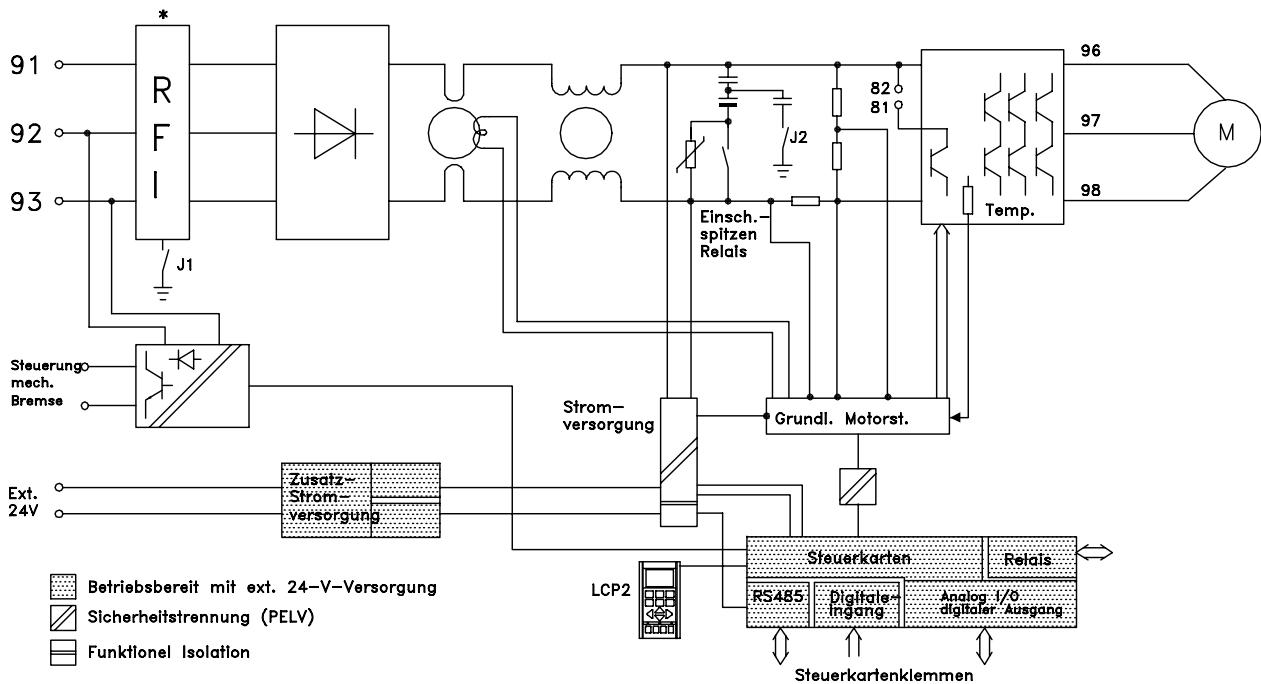 *
91
92
93
R
F
I
J1
J2
82
81
96
97
98
M
Temp.
Einsch.-
spitzen
Relais
Steuerung
mech.
Bremse
Strom-
versorgung
Grundl. Motorst.
Ext.
24V
Zusatz-
Strom-
versorgung
Steuerkarten
Relais
LCP2
RS485
Digitale-
Ingang
Analog I/O
digitaler Ausgang
Steuerkartenklemmen
Betriebsbereit mit ext. 24-V-Versorgung
Sicherheitstrennung (PELV)
Funktionel Isolation